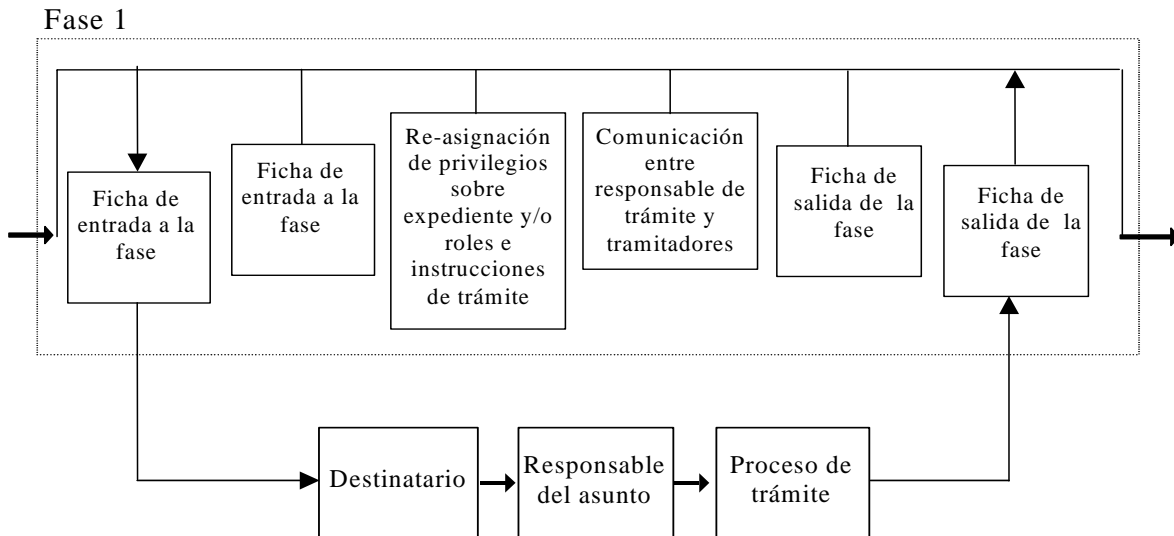 Fase 1
Ficha de
entrada a la
fase
Ficha de
entrada a la
fase
Re-asignación
de privilegios
sobre
expediente y/o
roles e
instrucciones
de trámite
Comunicación
entre
responsable de
trámite y
tramitadores
Ficha de
salida de la
fase
Ficha de
salida de la
fase
Destinatario
Responsable
del asunto
Proceso de
trámite